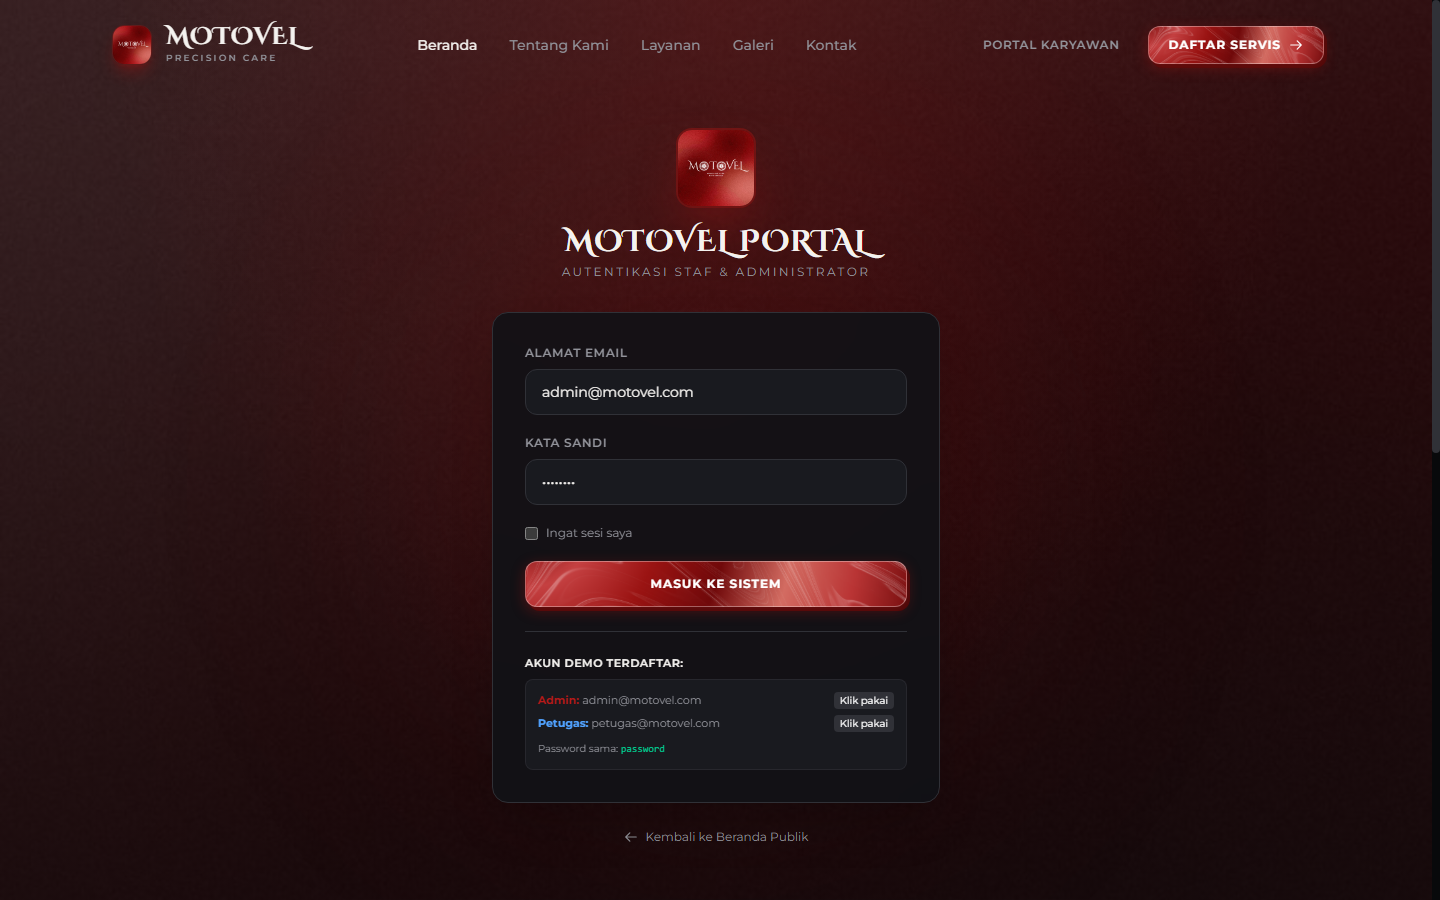 MOTOVEL
MOTOVEL
PRECISION CARE
Beranda
Tentang Kami
Layanan
Galeri
Kontak
PORTAL KARYAWAN
DAFTAR SERVIS
MOTOVEL
MOTOVEL PORTAL
AUTENTIKASI STAF & ADMINISTRATOR
ALAMAT EMAIL
admin@motovel.com
KATA SANDI
••••••••
Ingat sesi saya
MASUK KE SISTEM
AKUN DEMO TERDAFTAR:
Admin: admin@motovel.com Klik pakai
Petugas: petugas@motovel.com Klik pakai
Password sama: password
Kembali ke Beranda Publik